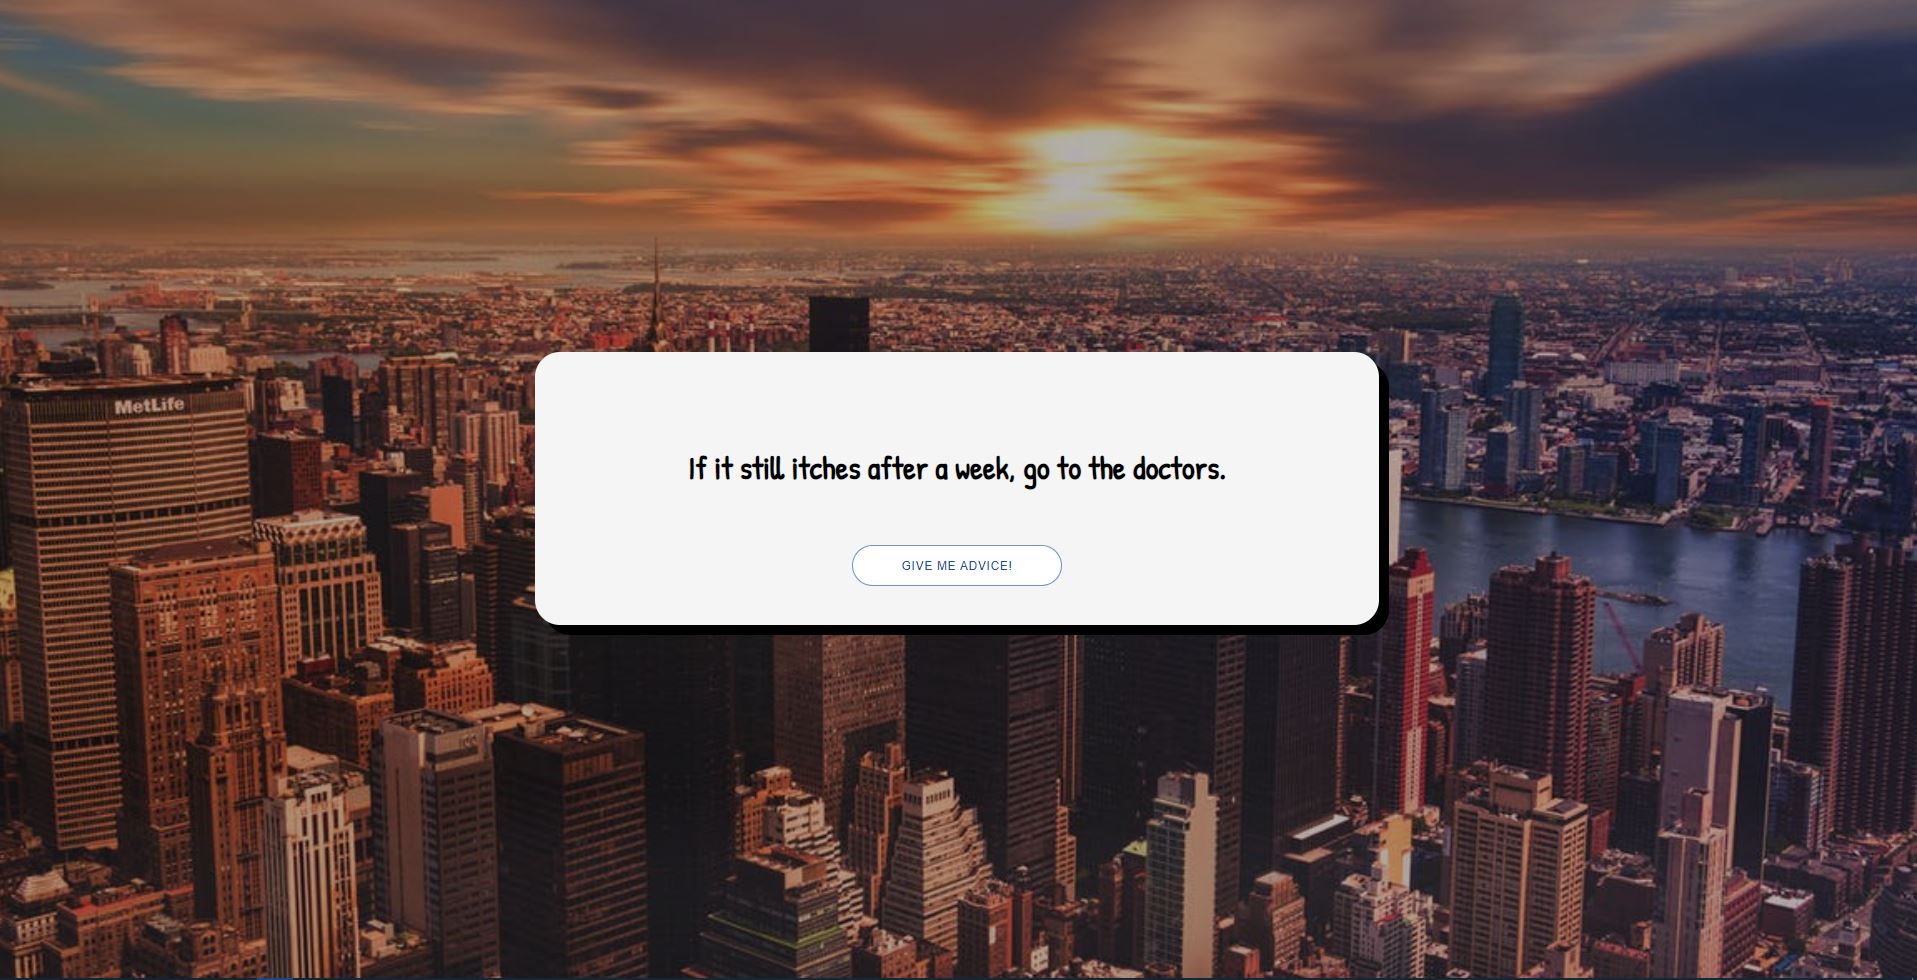 MetLife
If it still itches after a week, go to the doctors.
GIVE ME ADVICE!